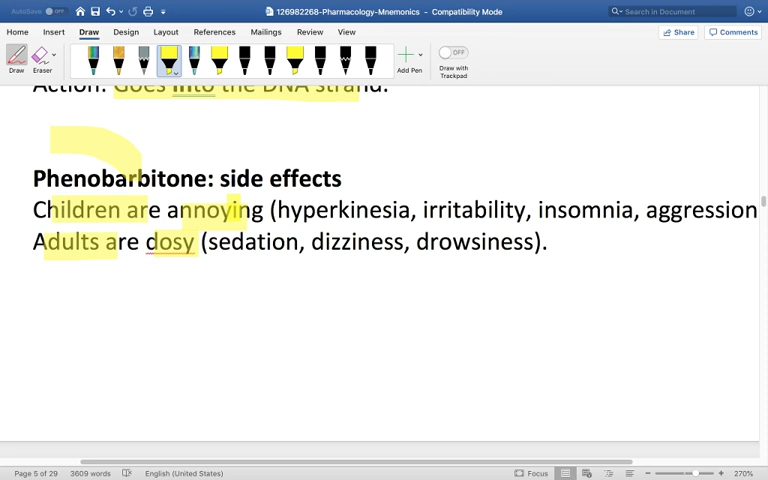 AutoSave OFF
126982268-Pharmacology-Mnemonics - Compatibility Mode
Search in Document
Home Insert Draw Design Layout References Mailings Review View Share Comments
OFF
Draw Eraser Add Pen Draw with Trackpad
Action: Goes into the DNA strand.
Phenobarbitone: side effects
Children are annoying (hyperkinesia, irritability, insomnia, aggression
Adults are dosy (sedation, dizziness, drowsiness).
Page 5 of 29 3609 words English (United States) Focus 270%